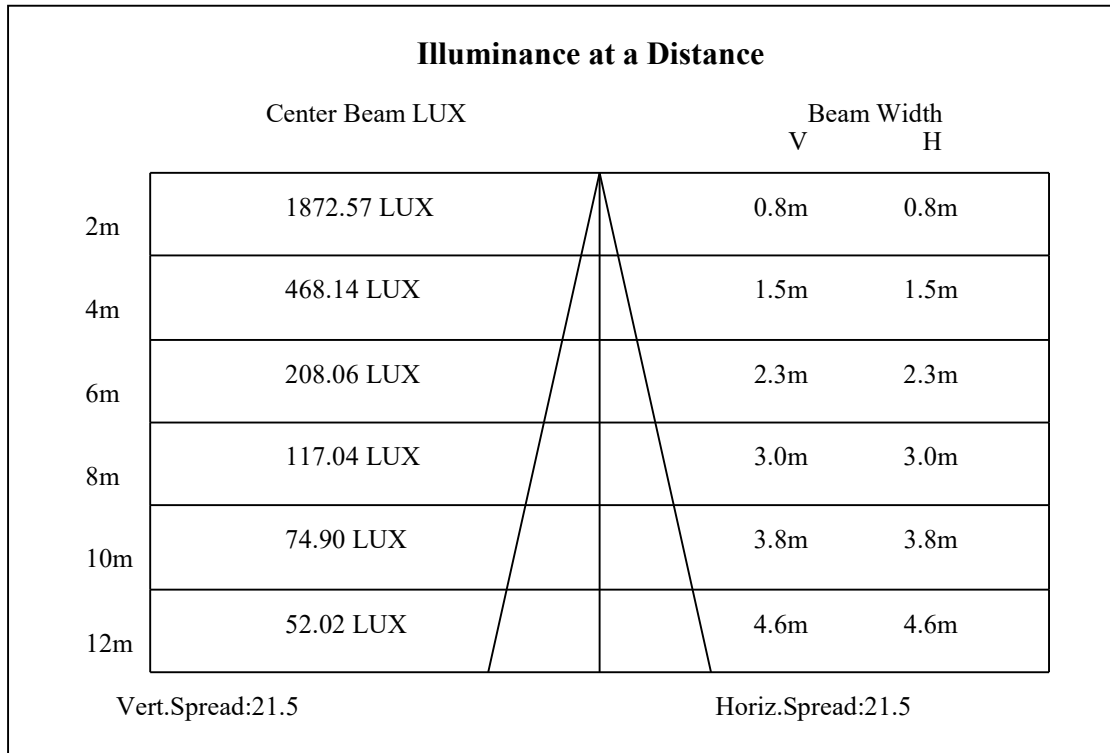 Illuminance at a Distance
Center Beam LUX Beam Width
V H
2m 1872.57 LUX 0.8m 0.8m
4m 468.14 LUX 1.5m 1.5m
6m 208.06 LUX 2.3m 2.3m
8m 117.04 LUX 3.0m 3.0m
10m 74.90 LUX 3.8m 3.8m
12m 52.02 LUX 4.6m 4.6m
Vert.Spread:21.5 Horiz.Spread:21.5